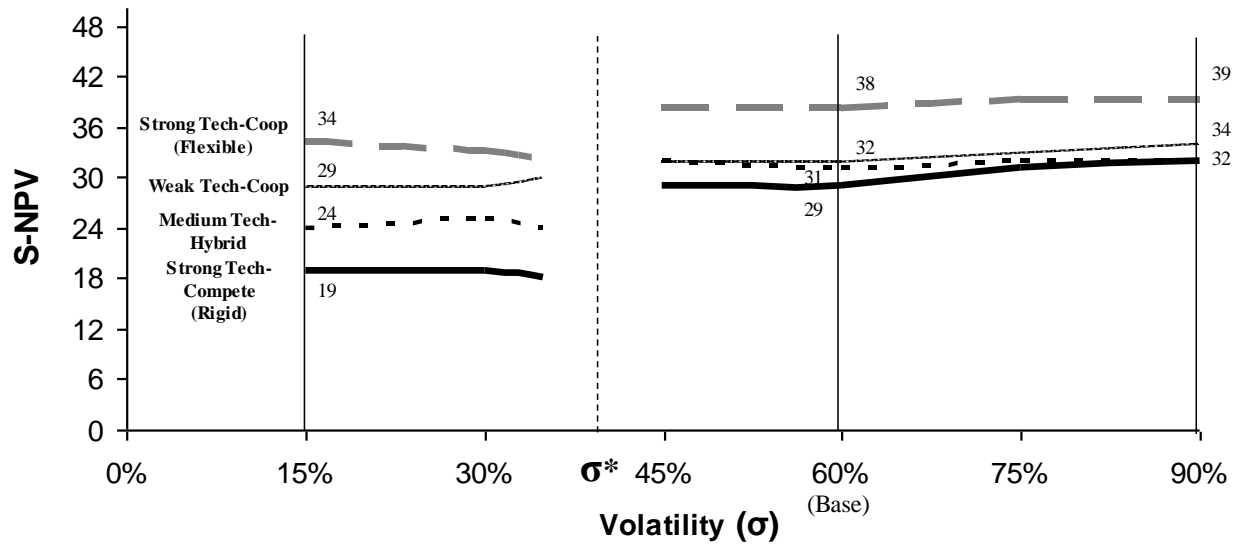 48
42
36
30
24
18
12
6
0
S-NPV
Strong Tech-Coop
(Flexible)
Weak Tech-Coop
Medium Tech-
Hybrid
Strong Tech-
Compete
(Rigid)
34
29
24
19
38
32
31
29
39
34
32
0%
15%
30%
σ*
45%
60%
75%
90%
(Base)
Volatility (σ)